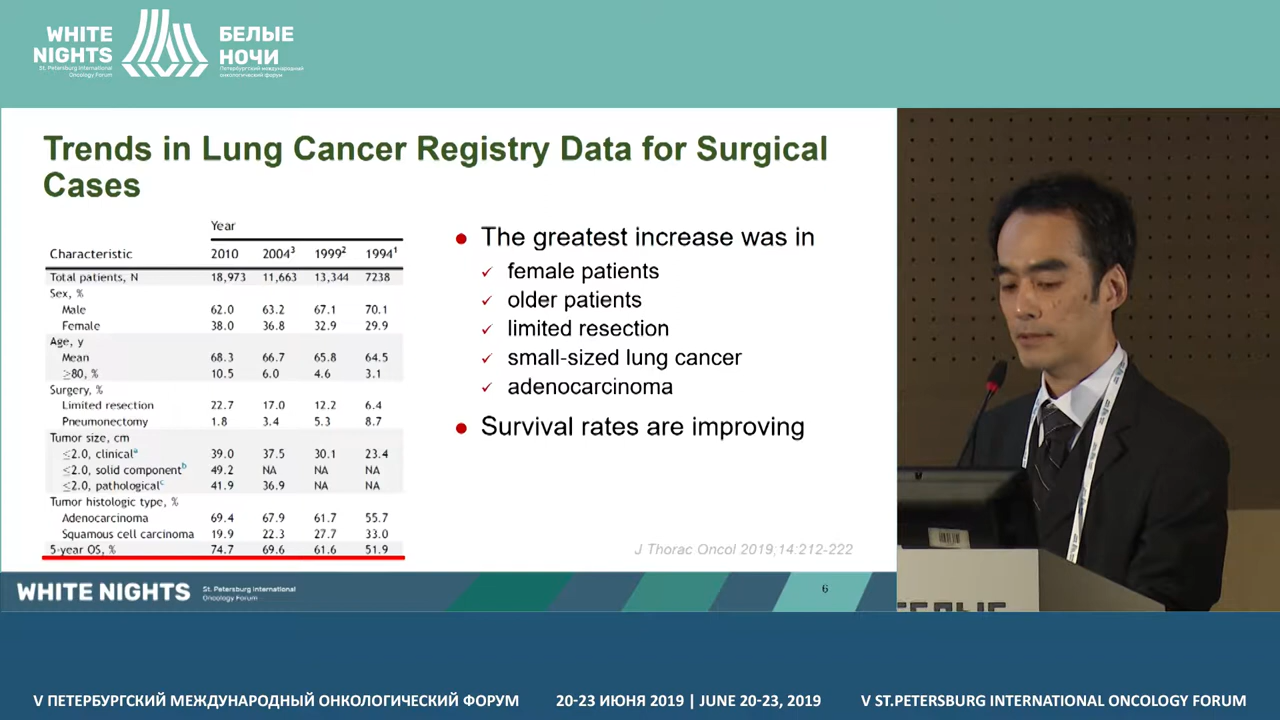 WHITE
NIGHTS
St. Petersburg International
Oncology Forum
БЕЛЫЕ
НОЧИ
Петербургский международный
онкологический форум
Trends in Lung Cancer Registry Data for Surgical
Cases
Year
Characteristic 2010 2004³ 1999² 1994¹
Total patients, N 18,973 11,663 13,344 7238
Sex, %
Male 62.0 63.2 67.1 70.1
Female 38.0 36.8 32.9 29.9
Age, y
Mean 68.3 66.7 65.8 64.5
≥80, % 10.5 6.0 4.6 3.1
Surgery, %
Limited resection 22.7 17.0 12.2 6.4
Pneumonectomy 1.8 3.4 5.3 8.7
Tumor size, cm
≤2.0, clinicalᵃ 39.0 37.5 30.1 23.4
≤2.0, solid componentᵇ 49.2 NA NA NA
≤2.0, pathologicalᶜ 41.9 36.9 NA NA
Tumor histologic type, %
Adenocarcinoma 69.4 67.9 61.7 55.7
Squamous cell carcinoma 19.9 22.3 27.7 33.0
5-year OS, % 74.7 69.6 61.6 51.9
● The greatest increase was in
✓ female patients
✓ older patients
✓ limited resection
✓ small-sized lung cancer
✓ adenocarcinoma
● Survival rates are improving
J Thorac Oncol 2019;14:212-222
WHITE NIGHTS
St. Petersburg International
Oncology Forum
6
БЕЛЫЕ
V ПЕТЕРБУРГСКИЙ МЕЖДУНАРОДНЫЙ ОНКОЛОГИЧЕСКИЙ ФОРУМ
20-23 ИЮНЯ 2019 | JUNE 20-23, 2019
V ST.PETERSBURG INTERNATIONAL ONCOLOGY FORUM